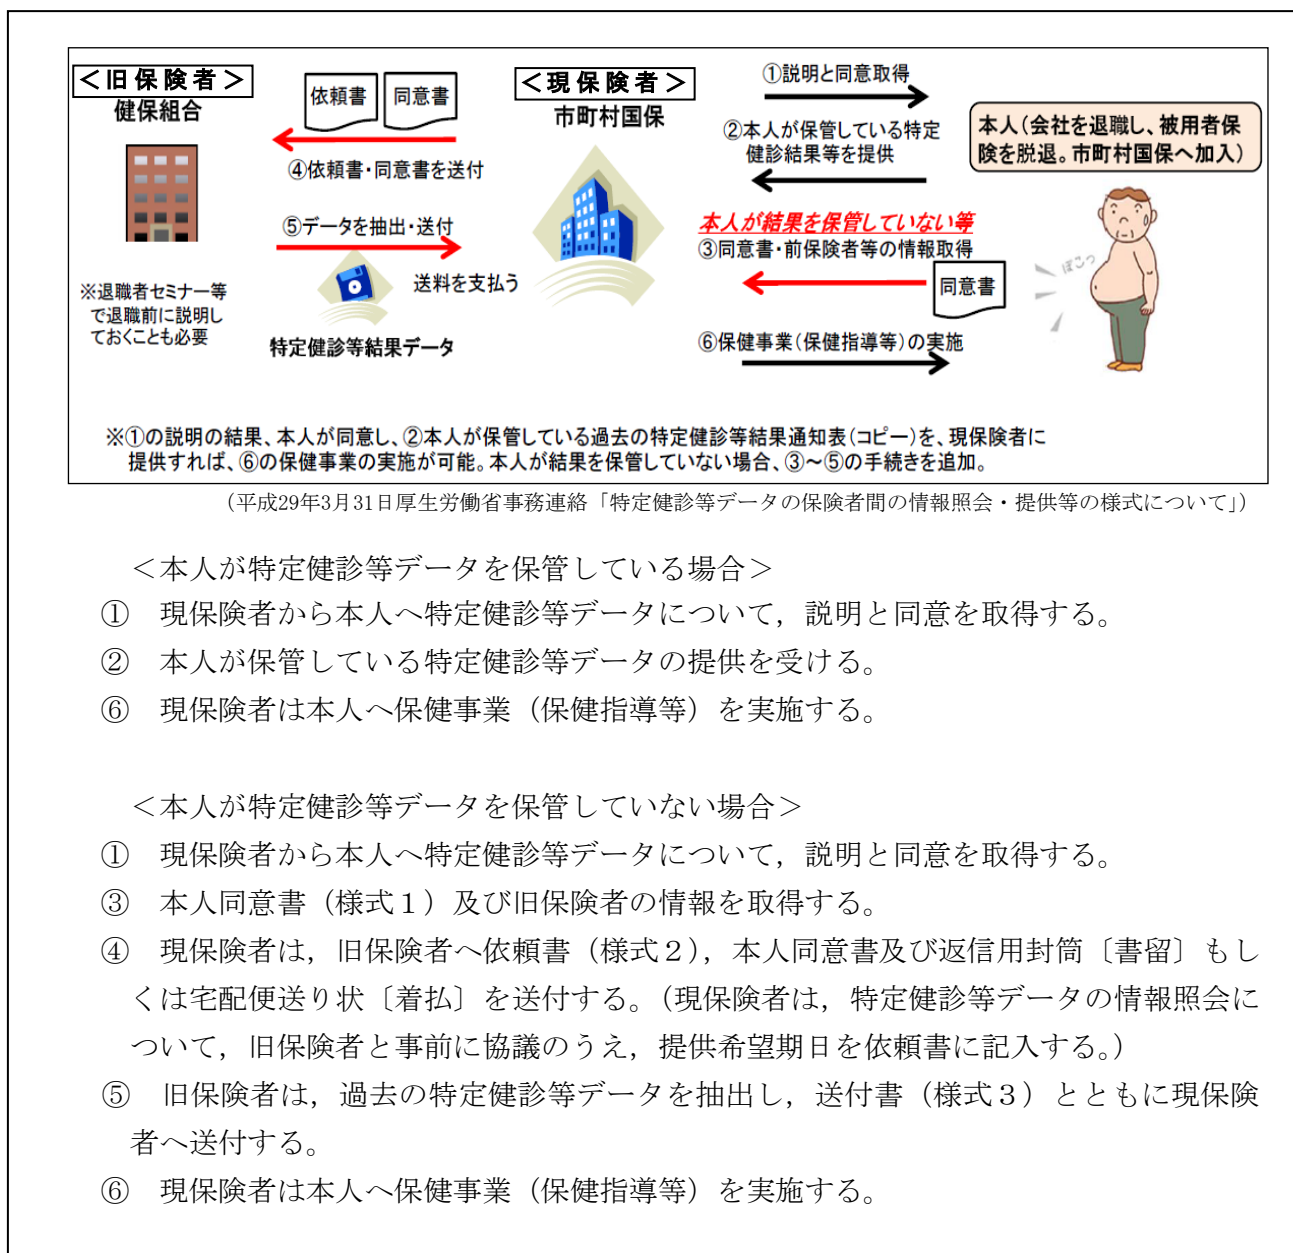 ＜旧保険者＞
健保組合
依頼書
同意書
④依頼書・同意書を送付
⑤データを抽出・送付
送料を支払う
特定健診等結果データ
※退職者セミナー等
で退職前に説明し
ておくことも必要
＜現保険者＞
市町村国保
①説明と同意取得
②本人が保管している特定
健診結果等を提供
本人が結果を保管していない等
③同意書・前保険者等の情報取得
同意書
⑥保健事業（保健指導等）の実施
本人（会社を退職し、被用者保
険を脱退。市町村国保へ加入）
ぽこっ
※①の説明の結果、本人が同意し、②本人が保管している過去の特定健診等結果通知表（コピー）を、現保険者に
提供すれば、⑥の保健事業の実施が可能。本人が結果を保管していない場合、③～⑤の手続きを追加。
（平成29年3月31日厚生労働省事務連絡「特定健診等データの保険者間の情報照会・提供等の様式について」）
＜本人が特定健診等データを保管している場合＞
① 現保険者から本人へ特定健診等データについて，説明と同意を取得する。
② 本人が保管している特定健診等データの提供を受ける。
⑥ 現保険者は本人へ保健事業（保健指導等）を実施する。
＜本人が特定健診等データを保管していない場合＞
① 現保険者から本人へ特定健診等データについて，説明と同意を取得する。
③ 本人同意書（様式１）及び旧保険者の情報を取得する。
④ 現保険者は，旧保険者へ依頼書（様式２），本人同意書及び返信用封筒〔書留〕もし
くは宅配便送り状〔着払〕を送付する。（現保険者は，特定健診等データの情報照会に
ついて，旧保険者と事前に協議のうえ，提供希望期日を依頼書に記入する。）
⑤ 旧保険者は，過去の特定健診等データを抽出し，送付書（様式３）とともに現保険
者へ送付する。
⑥ 現保険者は本人へ保健事業（保健指導等）を実施する。